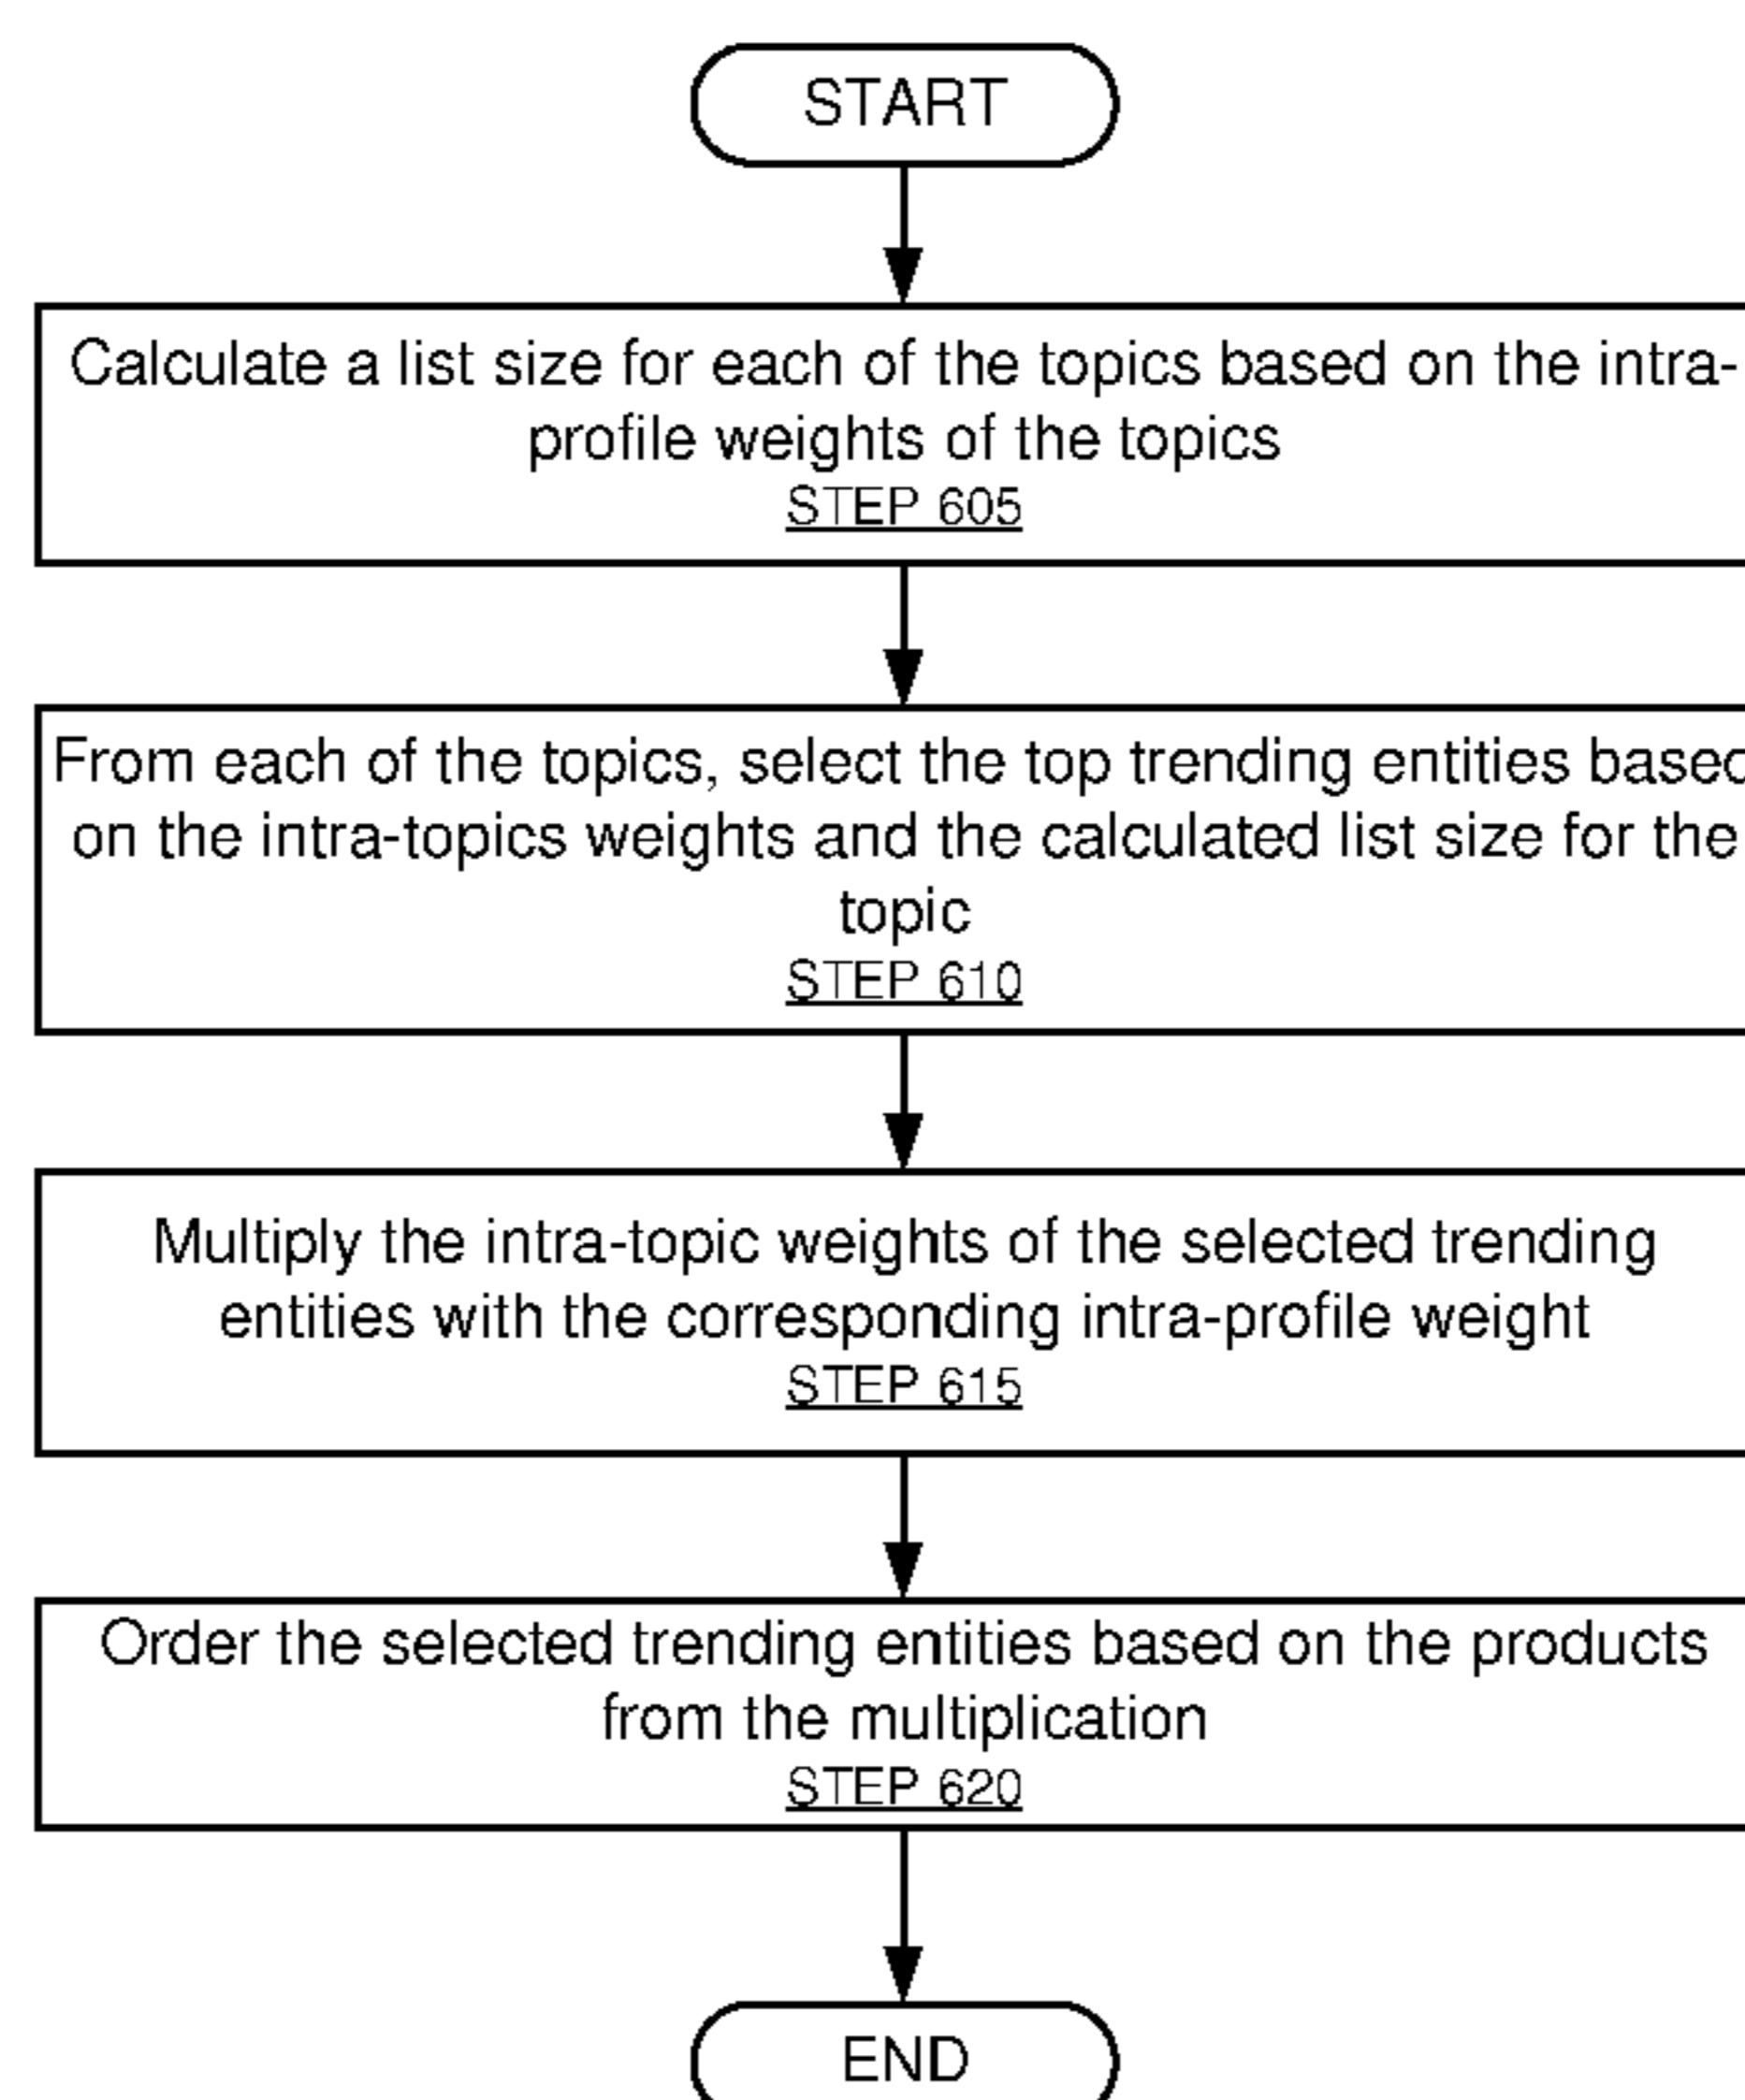 START
Calculate a list size for each of the topics based on the intra-
profile weights of the topics
STEP 605
From each of the topics, select the top trending entities based
on the intra-topics weights and the calculated list size for the
topic
STEP 610
Multiply the intra-topic weights of the selected trending
entities with the corresponding intra-profile weight
STEP 615
Order the selected trending entities based on the products
from the multiplication
STEP 620
END